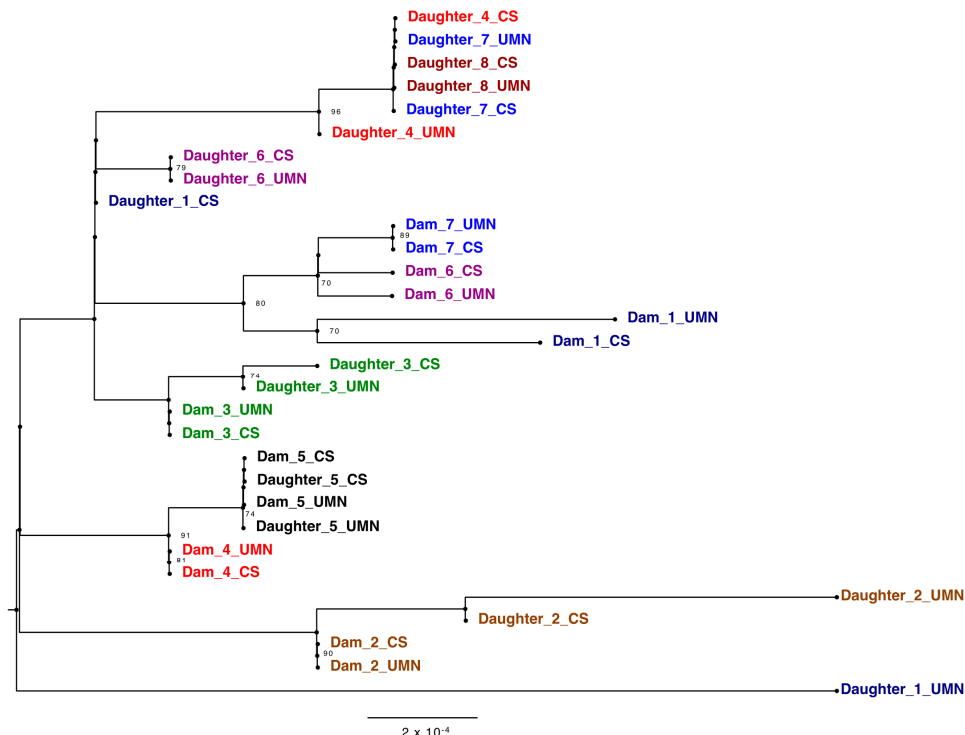 Daughter_4_CS
Daughter_7_UMN
Daughter_8_CS
Daughter_8_UMN
Daughter_7_CS
96
Daughter_4_UMN
Daughter_6_CS
79
Daughter_6_UMN
Daughter_1_CS
Dam_7_UMN
89
Dam_7_CS
Dam_6_CS
70
Dam_6_UMN
80
Dam_1_UMN
70
Dam_1_CS
Daughter_3_CS
74
Daughter_3_UMN
Dam_3_UMN
Dam_3_CS
Dam_5_CS
Daughter_5_CS
Dam_5_UMN
74
Daughter_5_UMN
91
Dam_4_UMN
81
Dam_4_CS
Daughter_2_UMN
Daughter_2_CS
Dam_2_CS
90
Dam_2_UMN
Daughter_1_UMN
2 x 10-4